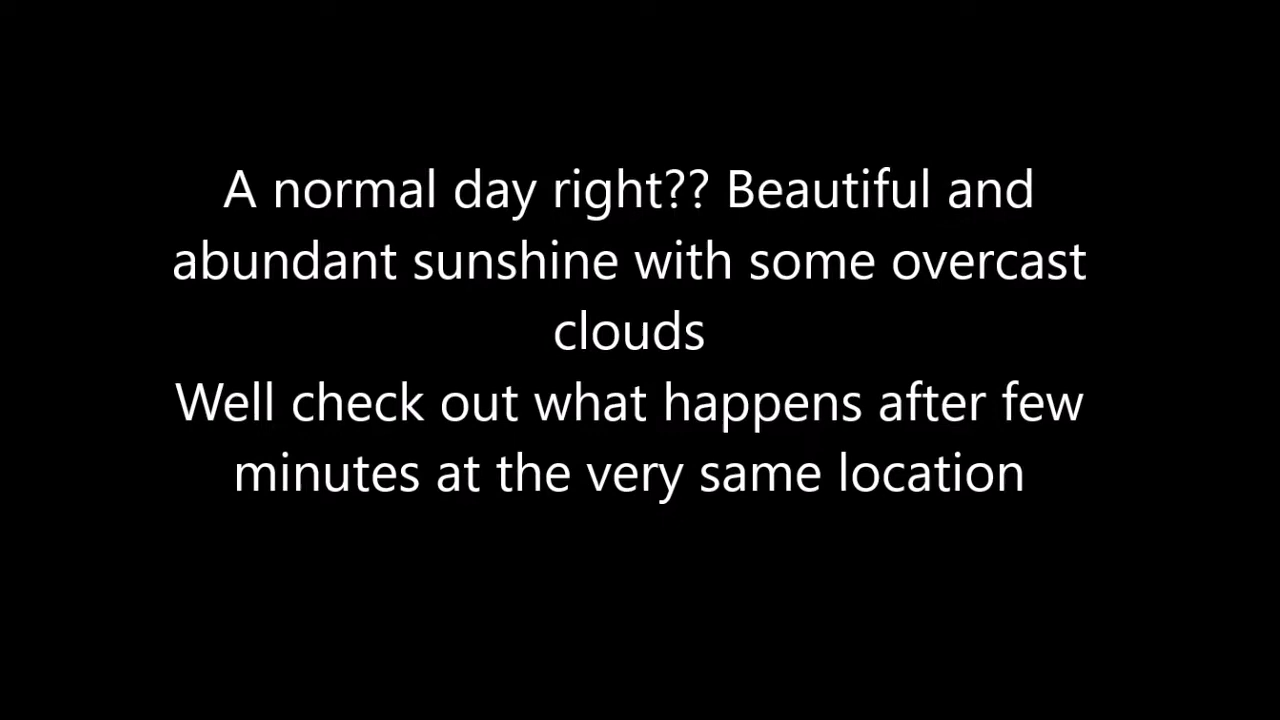 A normal day right?? Beautiful and
abundant sunshine with some overcast
clouds
Well check out what happens after few
minutes at the very same location